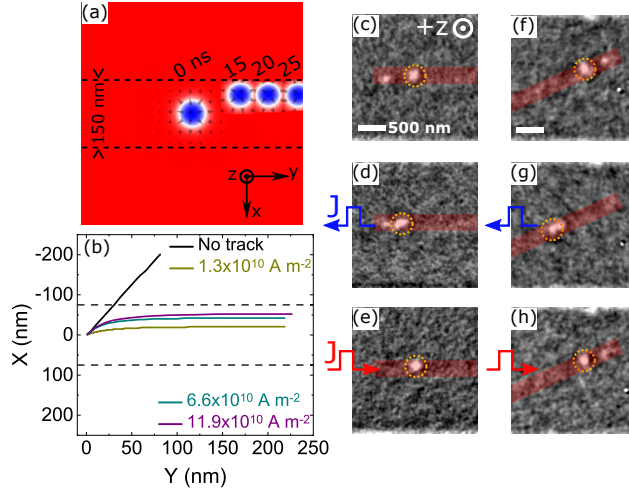 (a)
0 ns
15
20
25
>150 nm<
z
y
x
(b)
-200
-100
0
100
200
X (nm)
No track
1.3x10¹⁰ A m⁻²
6.6x10¹⁰ A m⁻²
11.9x10¹⁰ A m⁻²
0
50
100
150
200
250
Y (nm)
(c)
+z
500 nm
(d)
J
(e)
J
(f)
(g)
(h)